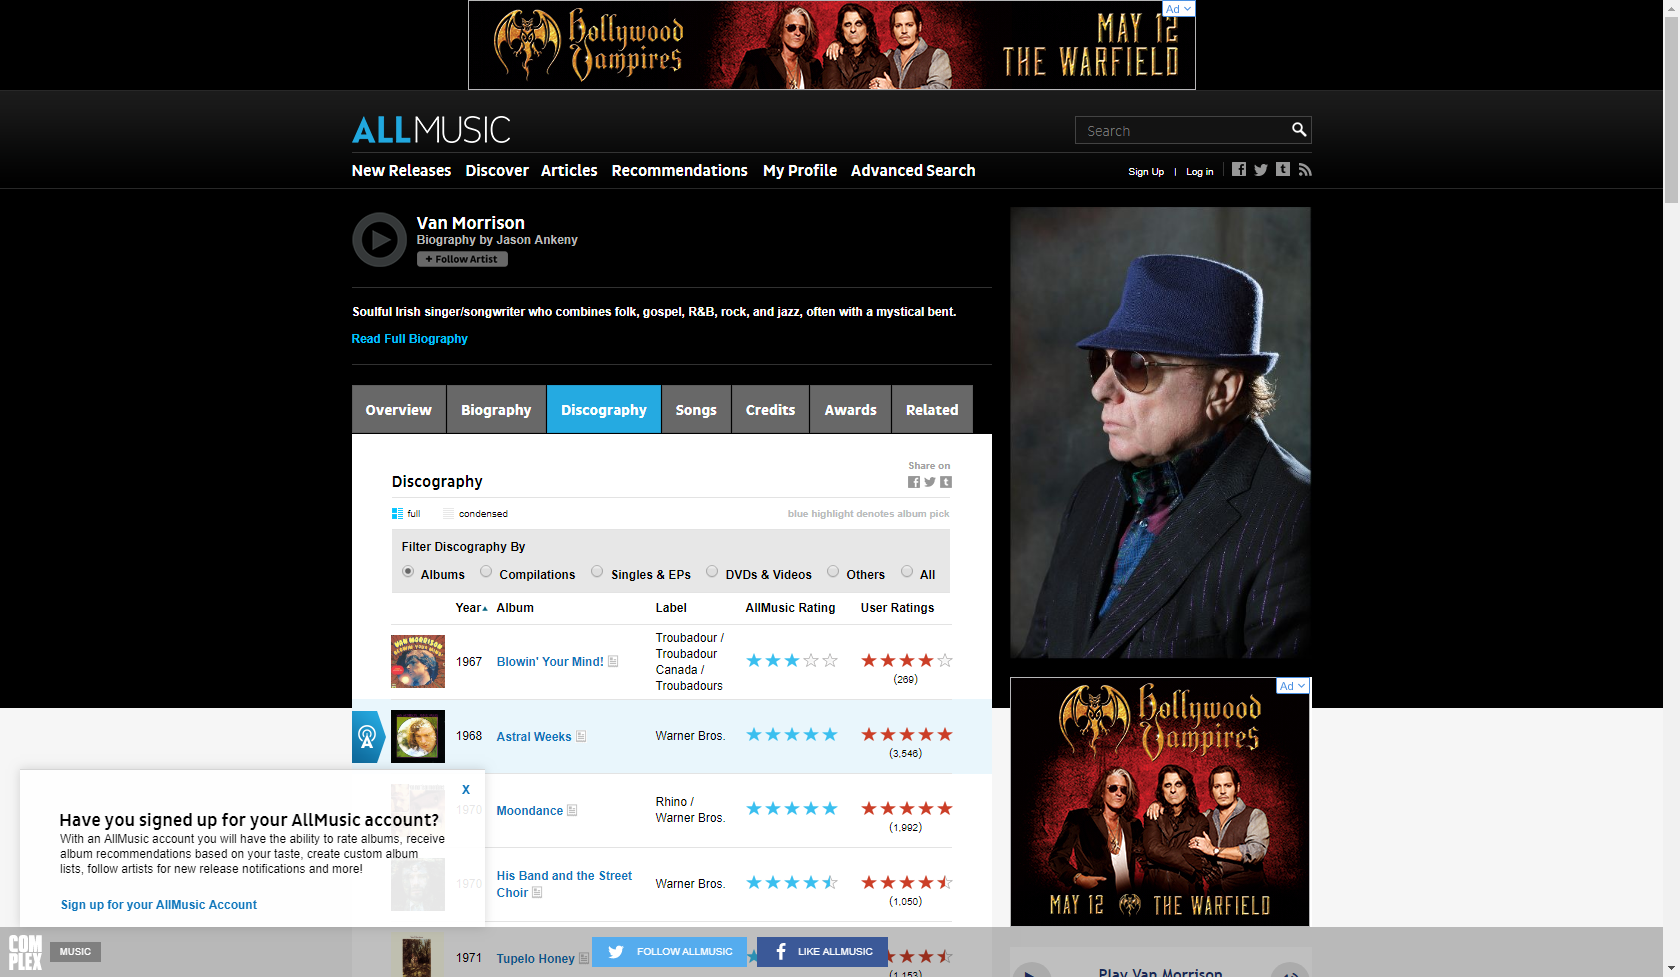 Hollywood
Vampires
MAY 12
THE WARFIELD
Ad
ALLMUSIC
Search
New Releases Discover Articles Recommendations My Profile Advanced Search
Sign Up | Log in
Van Morrison
Biography by Jason Ankeny
+ Follow Artist
Soulful Irish singer/songwriter who combines folk, gospel, R&B, rock, and jazz, often with a mystical bent.
Read Full Biography
Overview Biography Discography Songs Credits Awards Related
Share on
Discography
full condensed blue highlight denotes album pick
Filter Discography By
Albums Compilations Singles & EPs DVDs & Videos Others All
Year Album Label AllMusic Rating User Ratings
VAN MORRISON
BLOWIN' YOUR MIND!
1967 Blowin' Your Mind! Troubadour /
Troubadour
Canada /
Troubadours
(269)
1968 Astral Weeks Warner Bros.
(3,546)
1970 Moondance Rhino /
Warner Bros.
(1,992)
1970 His Band and the Street
Choir Warner Bros.
(1,050)
1971 Tupelo Honey
(1,153)
X
Have you signed up for your AllMusic account?
With an AllMusic account you will have the ability to rate albums, receive
album recommendations based on your taste, create custom album
lists, follow artists for new release notifications and more!
Sign up for your AllMusic Account
Ad
Hollywood
Vampires
MAY 12 THE WARFIELD
COM
PLEX
MUSIC
FOLLOW ALLMUSIC
LIKE ALLMUSIC
Play Van Morrison